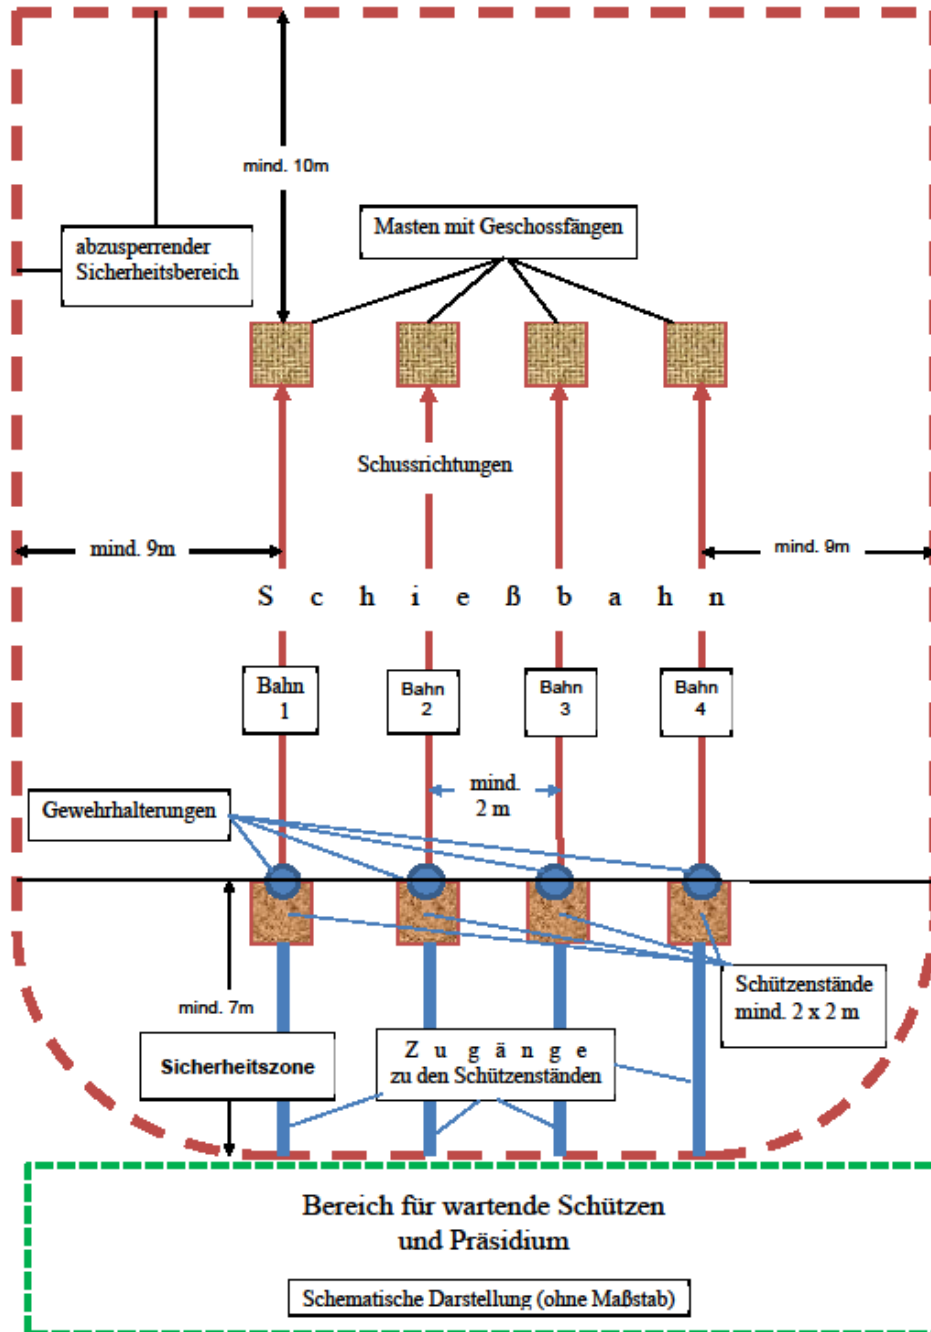 mind. 10m
Masten mit Geschossfängen
abzusperrender
Sicherheitsbereich
Schussrichtungen
mind. 9m
mind. 9m
S c h i e ß b a h n
Bahn
1
Bahn
2
Bahn
3
Bahn
4
mind.
2 m
Gewehrhalterungen
Schützenstände
mind. 2 x 2 m
mind. 7m
Sicherheitszone
Z u g ä n g e
zu den Schützenständen
Bereich für wartende Schützen
und Präsidium
Schematische Darstellung (ohne Maßstab)